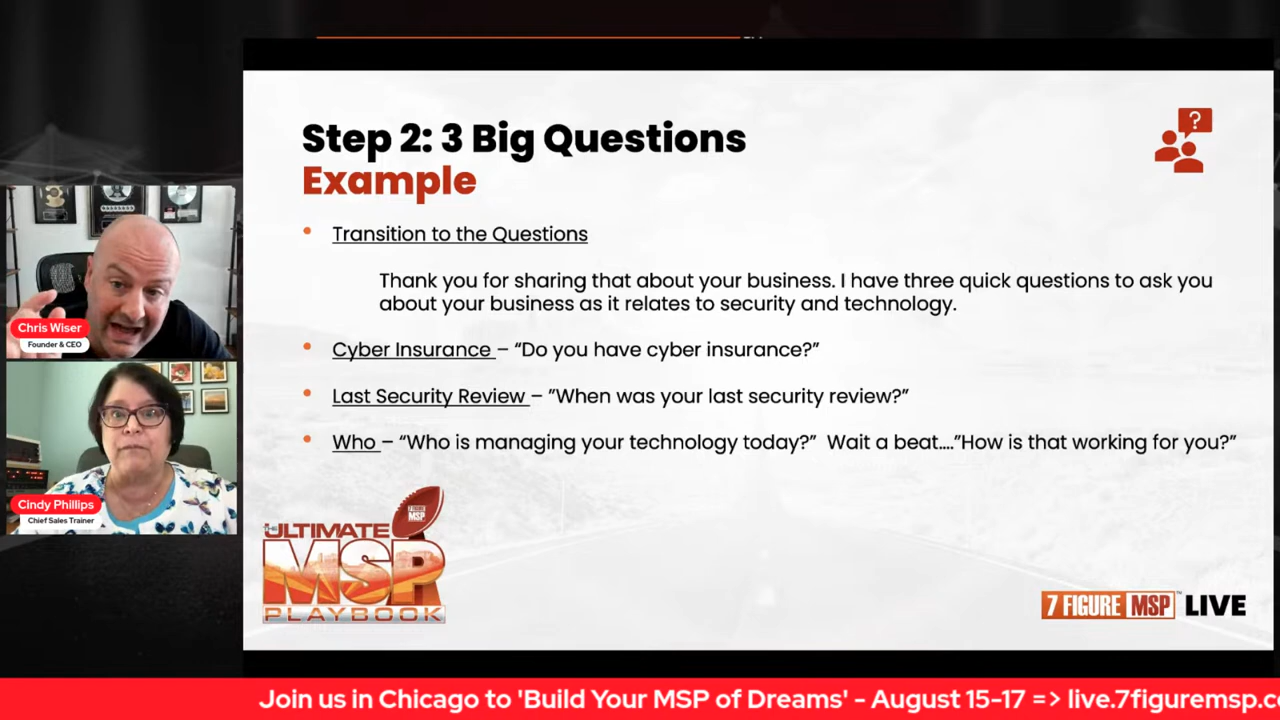 Step 2: 3 Big Questions
Example
?
• Transition to the Questions
Thank you for sharing that about your business. I have three quick questions to ask you
about your business as it relates to security and technology.
• Cyber Insurance – “Do you have cyber insurance?”
• Last Security Review – ”When was your last security review?”
• Who – “Who is managing your technology today?” Wait a beat....”How is that working for you?”
Chris Wiser
Founder & CEO
Cindy Phillips
Chief Sales Trainer
7 FIGURE
MSP
THE
ULTIMATE
MSP
PLAYBOOK
7 FIGURE MSP™ LIVE
Join us in Chicago to 'Build Your MSP of Dreams' - August 15-17 => live.7figuremsp.c